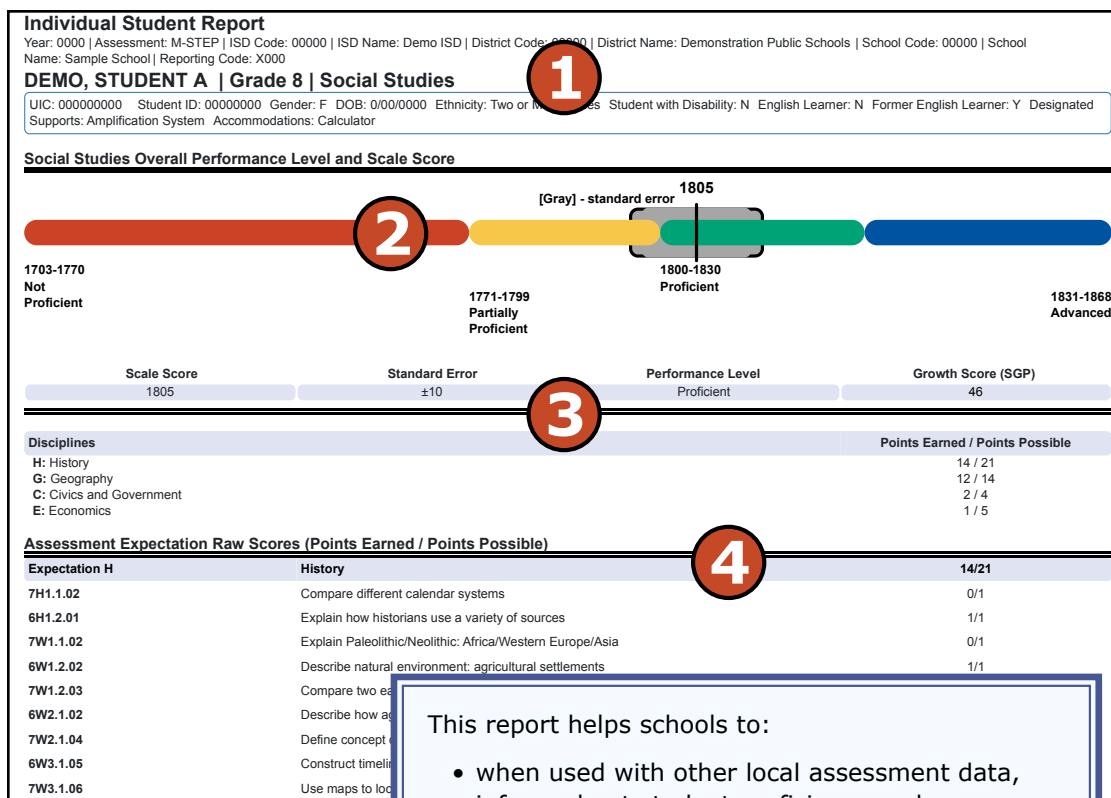 Individual Student Report
Year: 0000 | Assessment: M-STEP | ISD Code: 00000 | ISD Name: Demo ISD | District Code: 00000 | District Name: Demonstration Public Schools | School Code: 00000 | School
Name: Sample School | Reporting Code: X000
DEMO, STUDENT A | Grade 8 | Social Studies
1
UIC: 000000000 Student ID: 00000000 Gender: F DOB: 0/00/0000 Ethnicity: Two or Student with Disability: N English Learner: N Former English Learner: Y Designated
Supports: Amplification System Accommodations: Calculator
Social Studies Overall Performance Level and Scale Score
1805
[Gray] - standard error
2
1703-1770
Not
Proficient
1771-1799
Partially
Proficient
1800-1830
Proficient
1831-1868
Advanced
Scale Score Standard Error Performance Level Growth Score (SGP)
1805 ±10 Proficient 46
3
Disciplines Points Earned / Points Possible
H: History 14 / 21
G: Geography 12 / 14
C: Civics and Government 2 / 4
E: Economics 1 / 5
Assessment Expectation Raw Scores (Points Earned / Points Possible)
4
Expectation H History 14/21
7H1.1.02 Compare different calendar systems 0/1
6H1.2.01 Explain how historians use a variety of sources 1/1
7W1.1.02 Explain Paleolithic/Neolithic: Africa/Western Europe/Asia 0/1
6W1.2.02 Describe natural environment: agricultural settlements 1/1
7W1.2.03 Compare two
6W2.1.02 Describe how
7W2.1.04 Define concept
6W3.1.05 Construct
7W3.1.06 Use maps to
This report helps schools to:
• when used with other local assessment data,